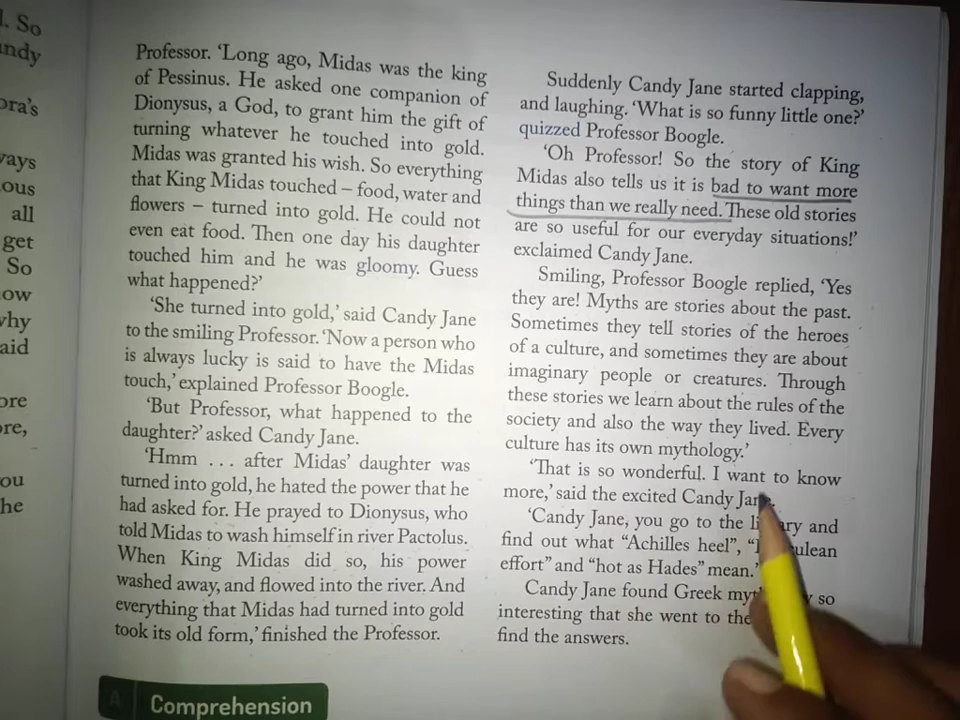 l. So
andy
ora's
ways
ous
all
get
So
ow
why
aid
ore
ore,
ou
he
Professor. 'Long ago, Midas was the king
of Pessinus. He asked one companion of
Dionysus, a God, to grant him the gift of
turning whatever he touched into gold.
Midas was granted his wish. So everything
that King Midas touched – food, water and
flowers – turned into gold. He could not
even eat food. Then one day his daughter
touched him and he was gloomy. Guess
what happened?'
'She turned into gold,' said Candy Jane
to the smiling Professor. 'Now a person who
is always lucky is said to have the Midas
touch,' explained Professor Boogle.
'But Professor, what happened to the
daughter?' asked Candy Jane.
'Hmm . . . after Midas' daughter was
turned into gold, he hated the power that he
had asked for. He prayed to Dionysus, who
told Midas to wash himself in river Pactolus.
When King Midas did so, his power
washed away, and flowed into the river. And
everything that Midas had turned into gold
took its old form,' finished the Professor.
A Comprehension
Suddenly Candy Jane started clapping,
and laughing. 'What is so funny little one?'
quizzed Professor Boogle.
'Oh Professor! So the story of King
Midas also tells us it is bad to want more
things than we really need. These old stories
are so useful for our everyday situations!'
exclaimed Candy Jane.
Smiling, Professor Boogle replied, 'Yes
they are! Myths are stories about the past.
Sometimes they tell stories of the heroes
of a culture, and sometimes they are about
imaginary people or creatures. Through
these stories we learn about the rules of the
society and also the way they lived. Every
culture has its own mythology.'
'That is so wonderful. I want to know
more,' said the excited Candy Jane.
'Candy Jane, you go to the and
find out what "Achilles heel", "
effort" and "hot as Hades" mean.'
Candy Jane found Greek so
interesting that she went to the
find the answers.